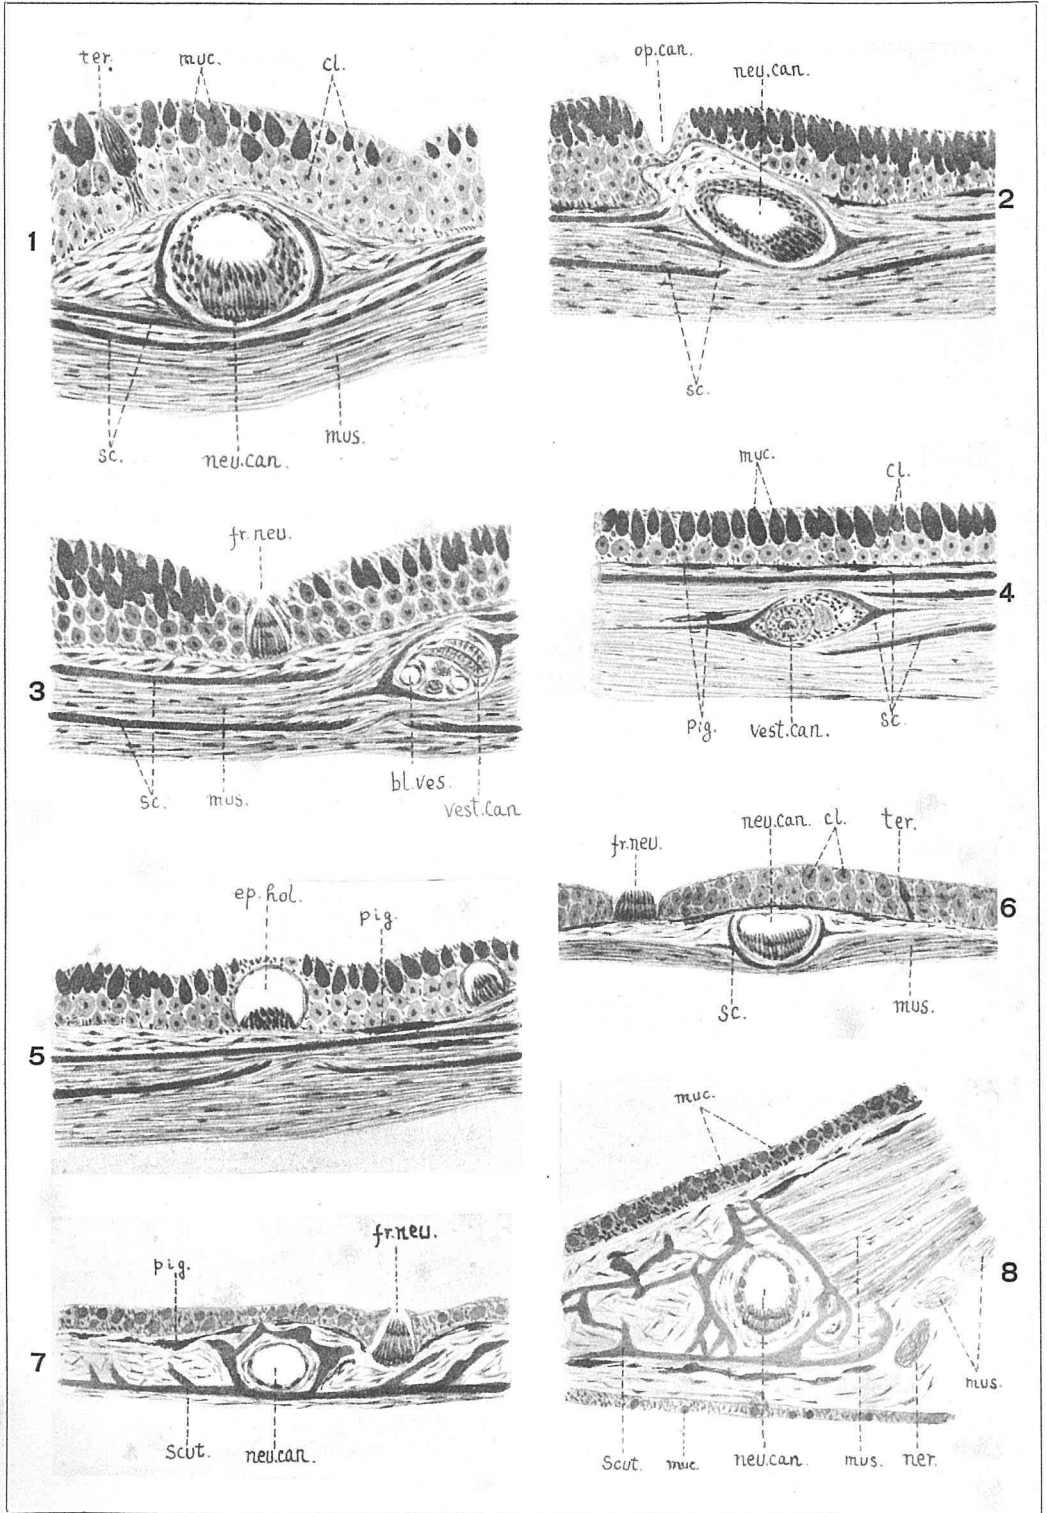 ter. muc. cl.
1
sc. neu.can. mus.
op.can. neu.can.
2
sc.
fr.neu.
3
sc. mus. bl.ves. vest.can
muc. cl.
4
pig. vest.can. sc.
ep.hol. pig.
5
fr.neu. neu.can. cl. ter.
6
sc. mus.
pig. fr.neu.
7
scut. neu.can.
muc.
8
mus.
scut. muc. neu.can. mus. ner.